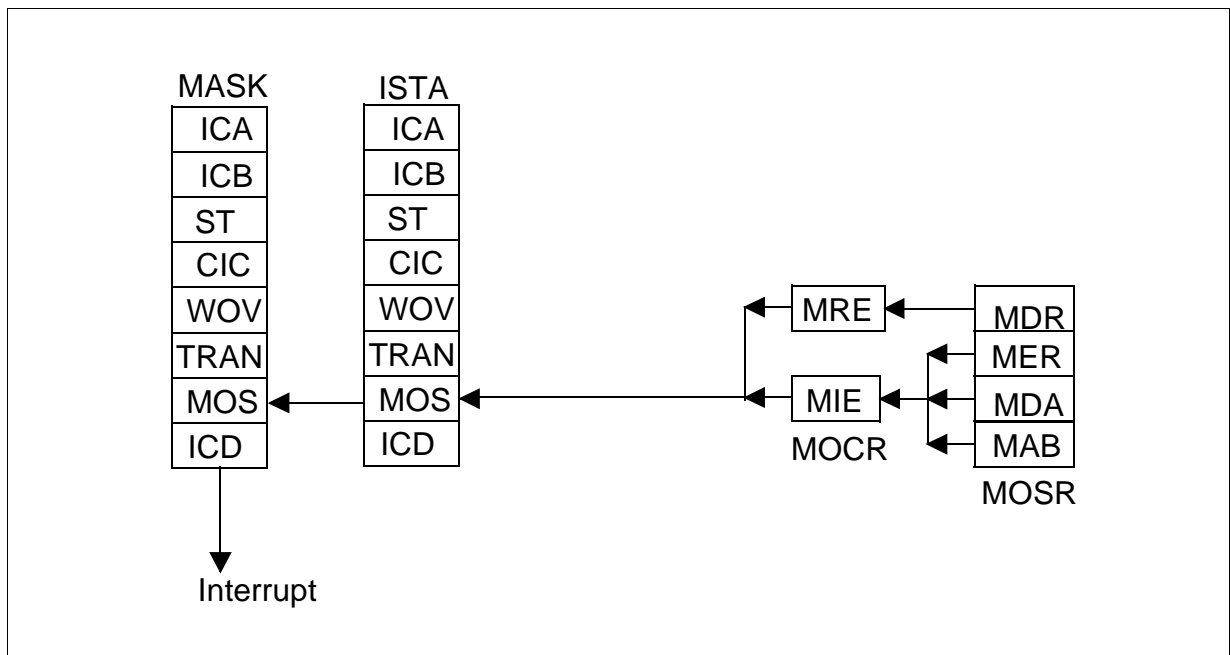 MASK
ICA
ICB
ST
CIC
WOV
TRAN
MOS
ICD
Interrupt
ISTA
ICA
ICB
ST
CIC
WOV
TRAN
MOS
ICD
MRE
MIE
MOCR
MDR
MER
MDA
MAB
MOSR